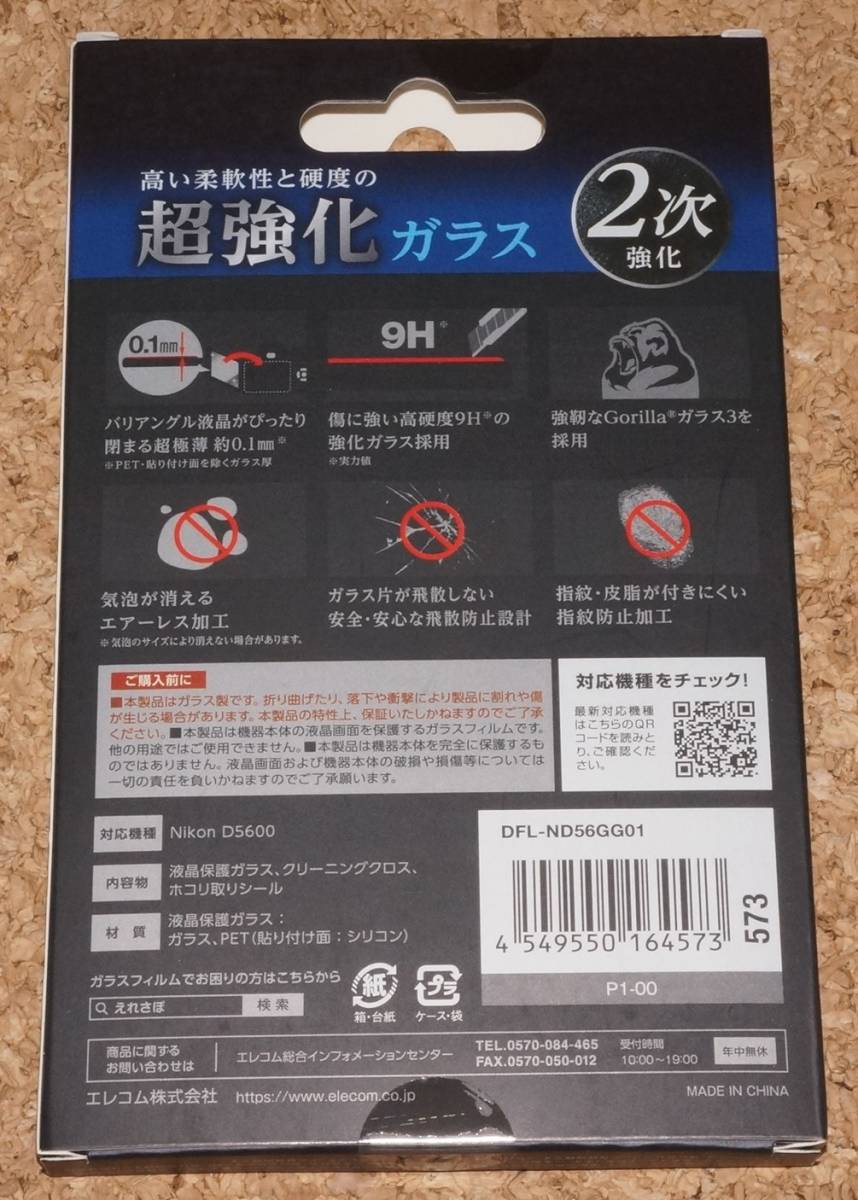 高い柔軟性と硬度の
超強化 ガラス
2次
強化
0.1mm
バリアングル液晶がぴったり
閉まる超極薄 約0.1㎜※
※PET・貼り付け面を除くガラス厚
9H※
傷に強い高硬度9H※の
強化ガラス採用
※実力値
強靭なGorilla®ガラス3を
採用
気泡が消える
エアーレス加工
※気泡のサイズにより消えない場合があります。
ガラス片が飛散しない
安全・安心な飛散防止設計
指紋・皮脂が付きにくい
指紋防止加工
ご購入前に
■本製品はガラス製です。折り曲げたり、落下や衝撃により製品に割れや傷
が生じる場合があります。本製品の特性上、保証いたしかねますのでご了承
ください。■本製品は機器本体の液晶画面を保護するガラスフィルムです。
他の用途ではご使用できません。■本製品は機器本体を完全に保護するも
のではありません。液晶画面および機器本体の破損や損傷等については
一切の責任を負いかねますのでご了承願います。
対応機種をチェック!
最新対応機種
はこちらのQR
コードを読みと
り、ご確認くだ
さい。
対応機種 Nikon D5600
内容物 液晶保護ガラス、クリーニングクロス、
ホコリ取りシール
材 質 液晶保護ガラス：
ガラス、PET(貼り付け面：シリコン)
DFL-ND56GG01
4 549550 164573
573
P1-00
ガラスフィルムでお困りの方はこちらから
えれさぽ 検 索
紙
箱・台紙
プラ
ケース・袋
商品に関する
お問い合わせは
エレコム総合インフォメーションセンター
TEL.0570-084-465
FAX.0570-050-012
受付時間
10:00～19:00
年中無休
エレコム株式会社 https://www.elecom.co.jp
MADE IN CHINA